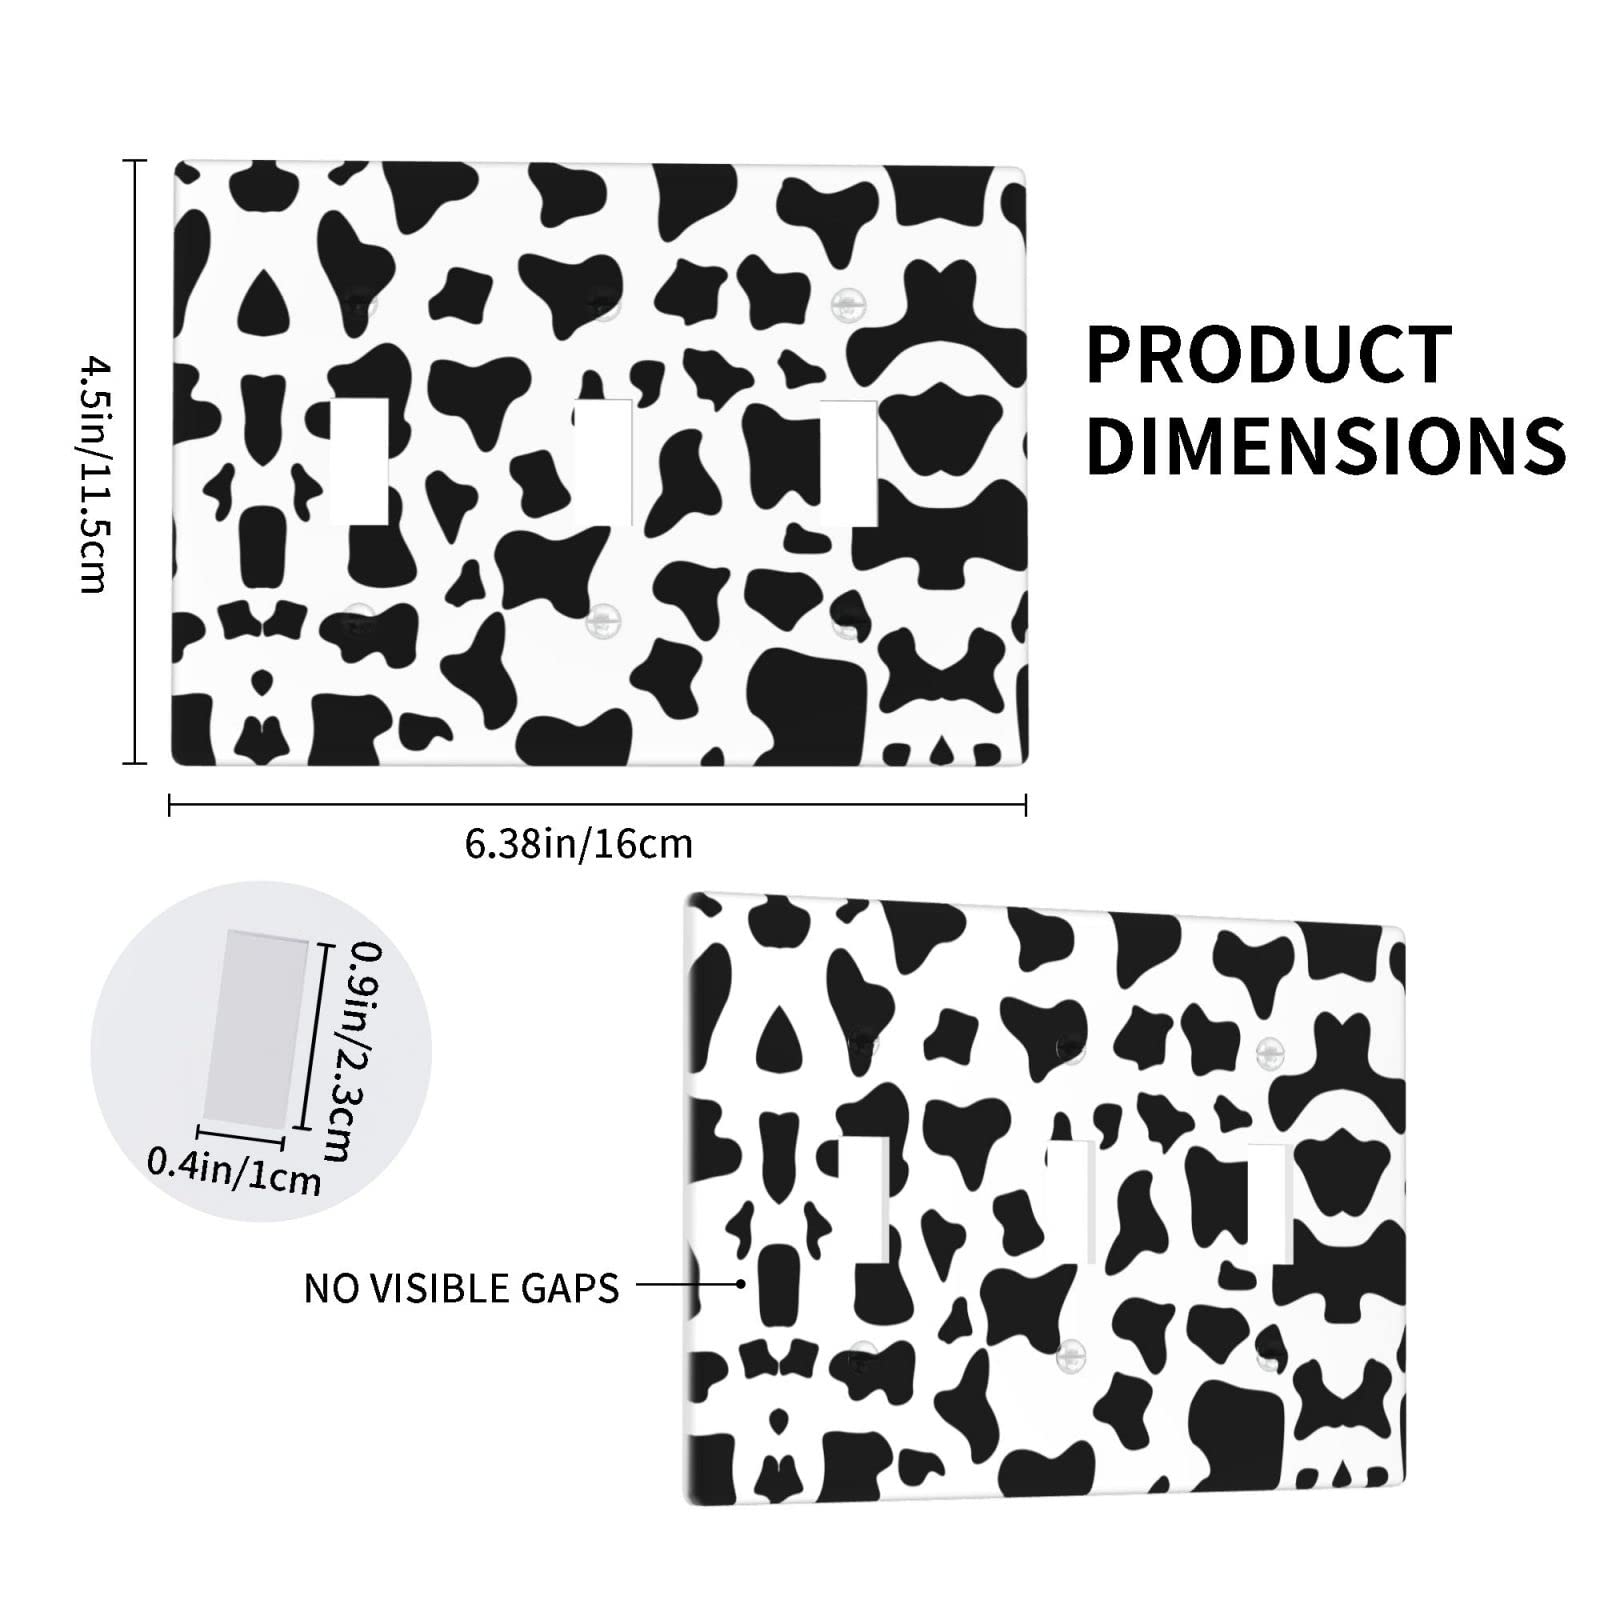 PRODUCT
DIMENSIONS
4.5in/11.5cm
6.38in/16cm
0.9in/2.3cm
0.4in/1cm
NO VISIBLE GAPS